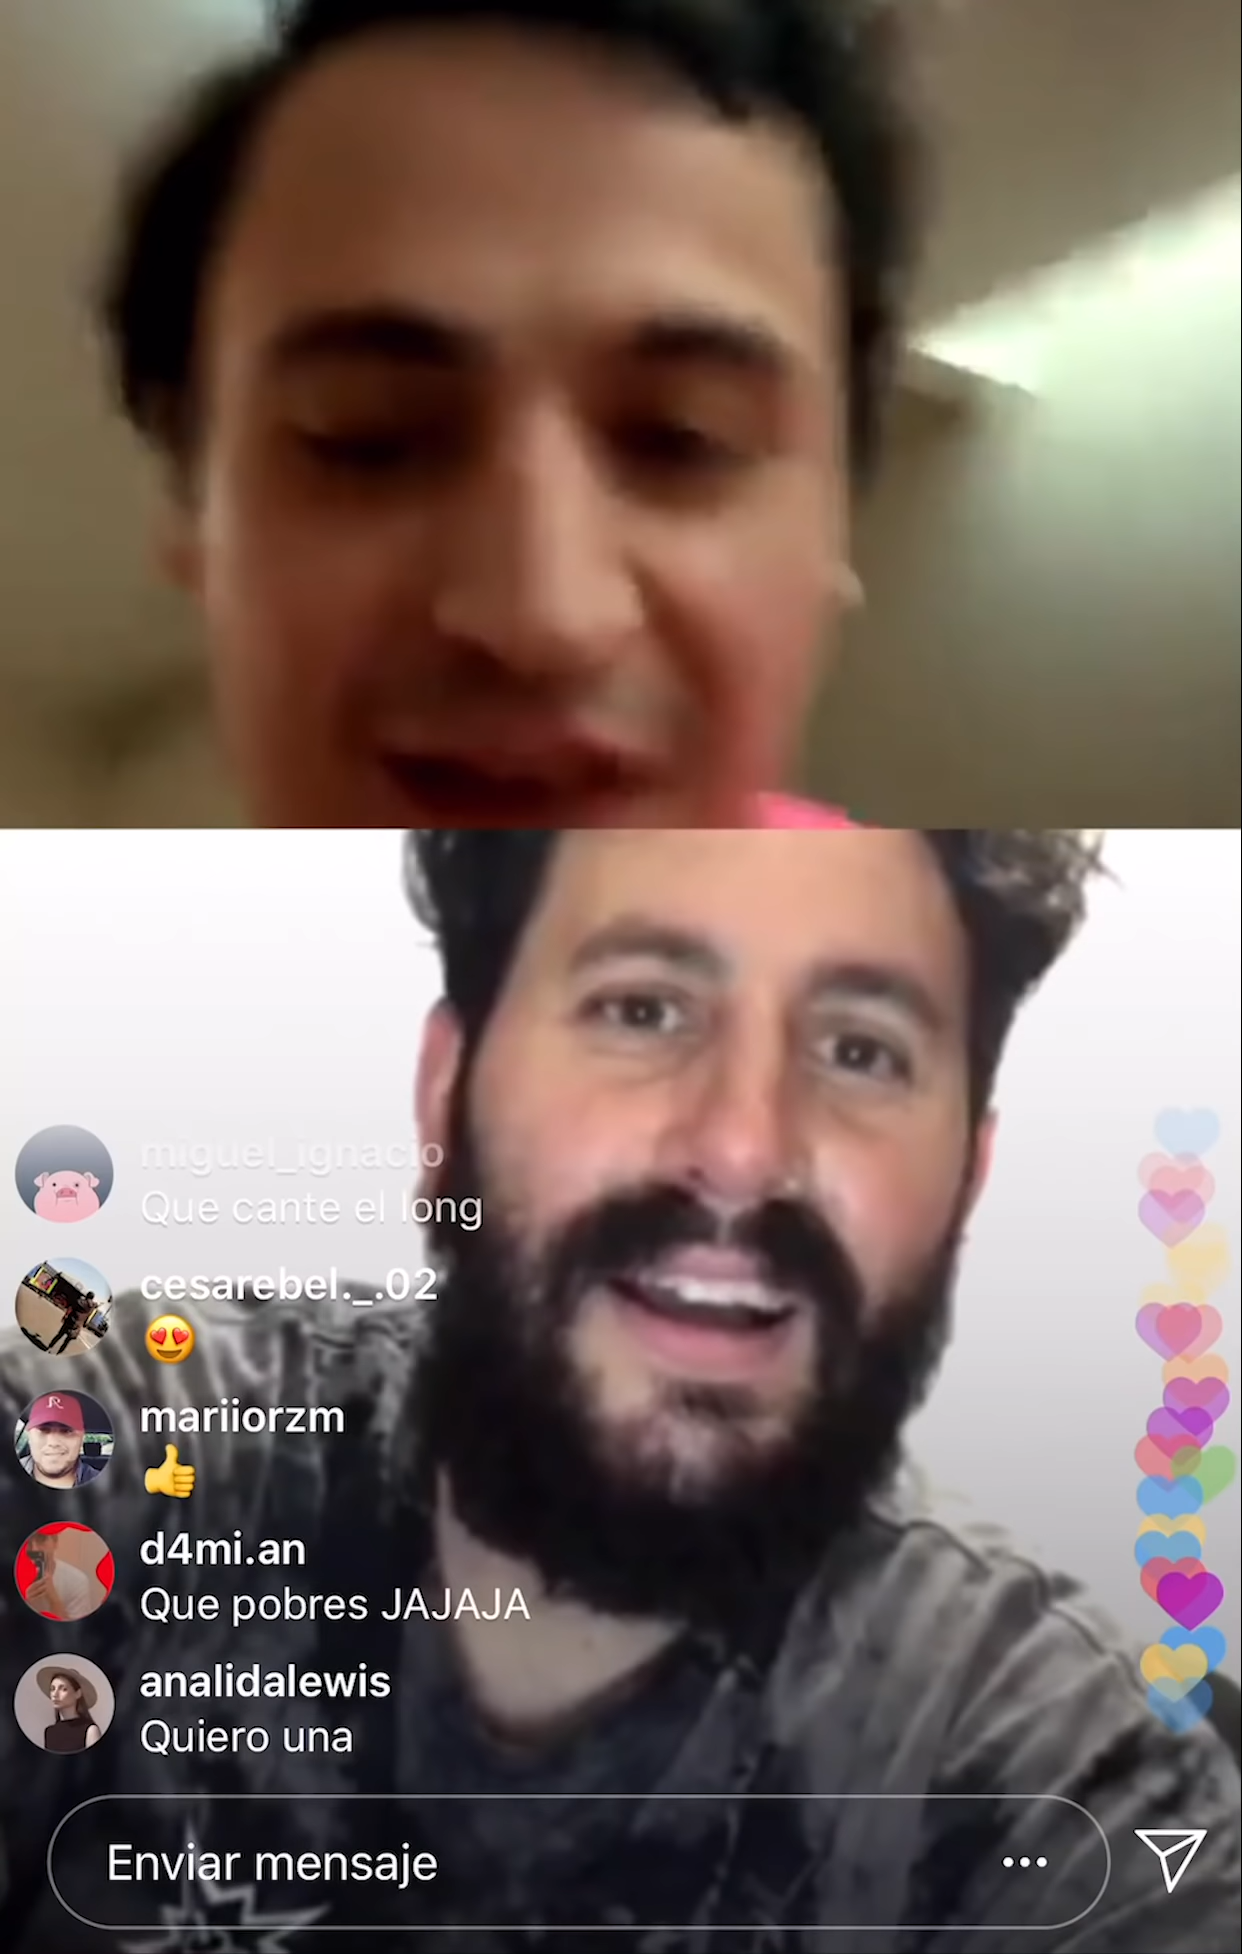 miguel_ignacio
Que cante el long
cesarebel._.02
😍
mariiorzm
👍
d4mi.an
Que pobres JAJAJA
analidalewis
Quiero una
Enviar mensaje